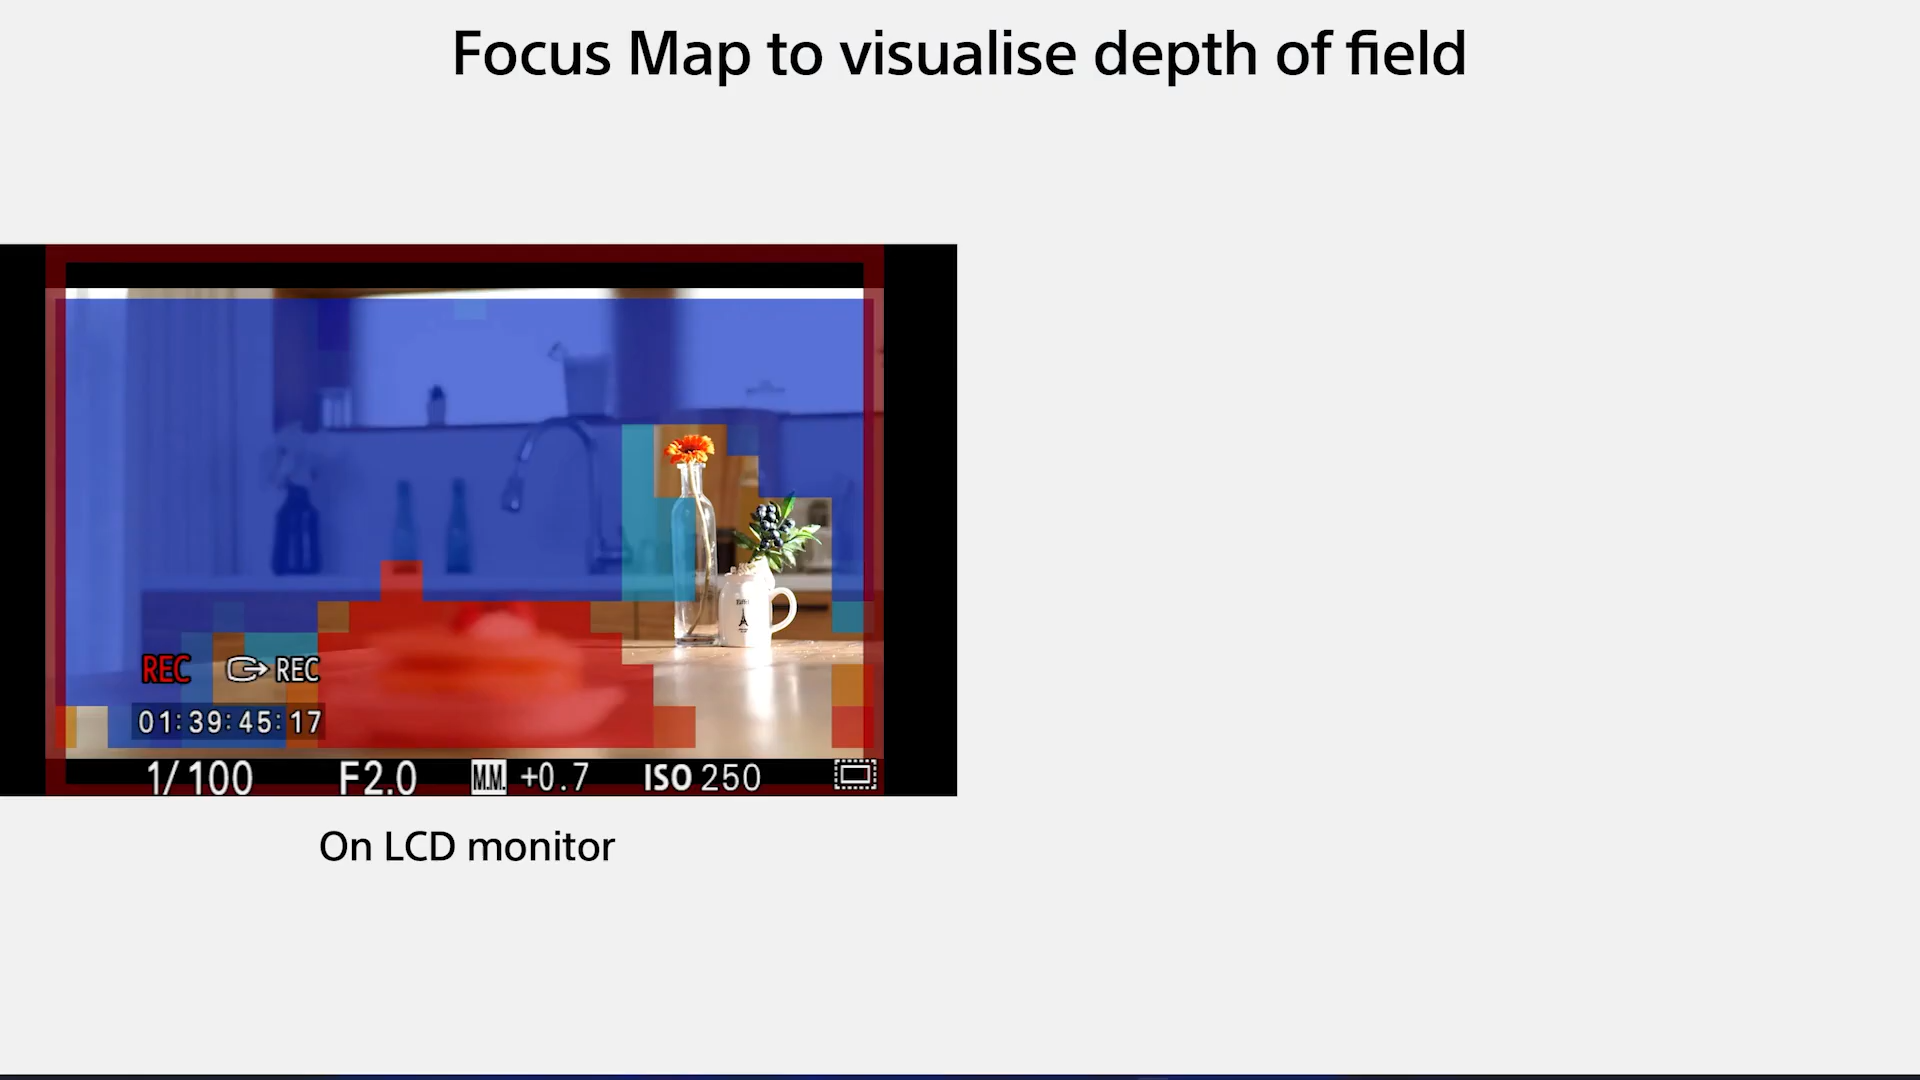 Focus Map to visualise depth of field
REC REC
01:39:45:17
1/100 F2.0 M.M. +0.7 ISO 250
On LCD monitor